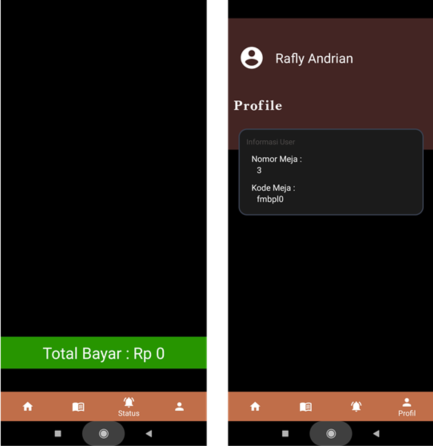 Total Bayar : Rp 0
Status
Rafly Andrian
Profile
Informasi User
Nomor Meja :
3
Kode Meja :
fmbpl0
Profil